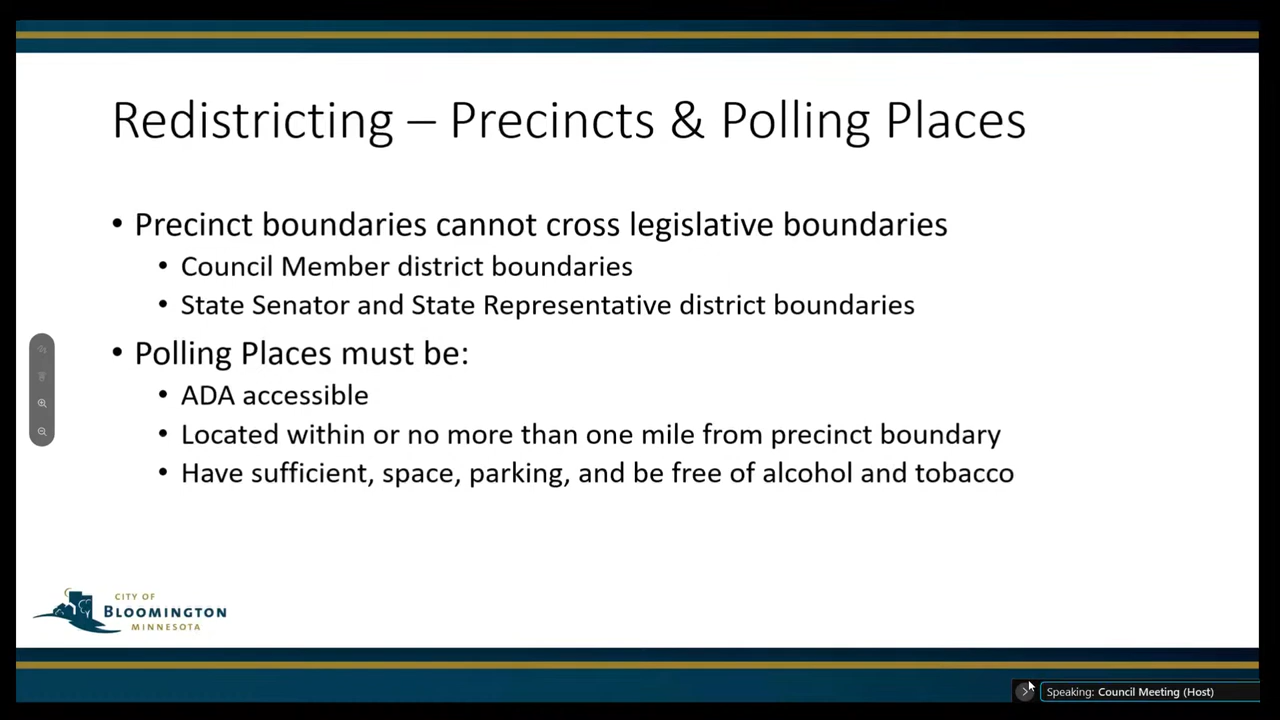 Redistricting – Precincts & Polling Places
• Precinct boundaries cannot cross legislative boundaries
• Council Member district boundaries
• State Senator and State Representative district boundaries
• Polling Places must be:
• ADA accessible
• Located within or no more than one mile from precinct boundary
• Have sufficient, space, parking, and be free of alcohol and tobacco
CITY OF
BLOOMINGTON
MINNESOTA
Speaking: Council Meeting (Host)